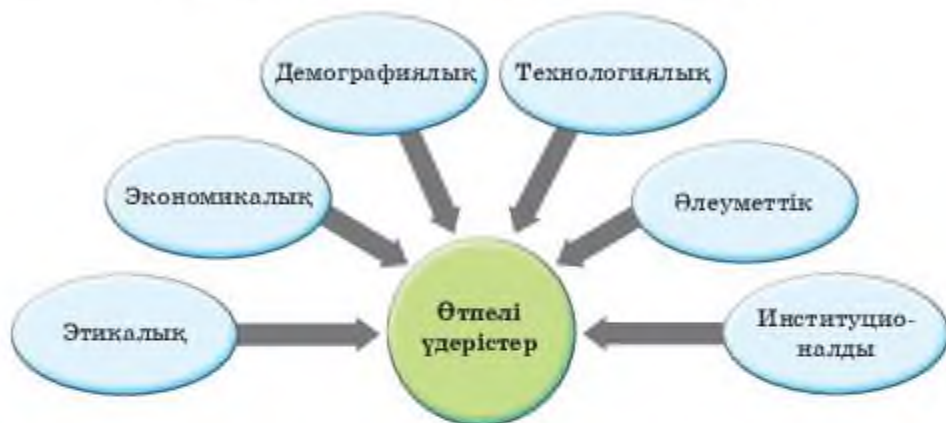 Демографиялық
Технологиялық
Экономикалық
Әлеуметтік
Этикалық
Өтпелі
үдерістер
Институцио-
налды